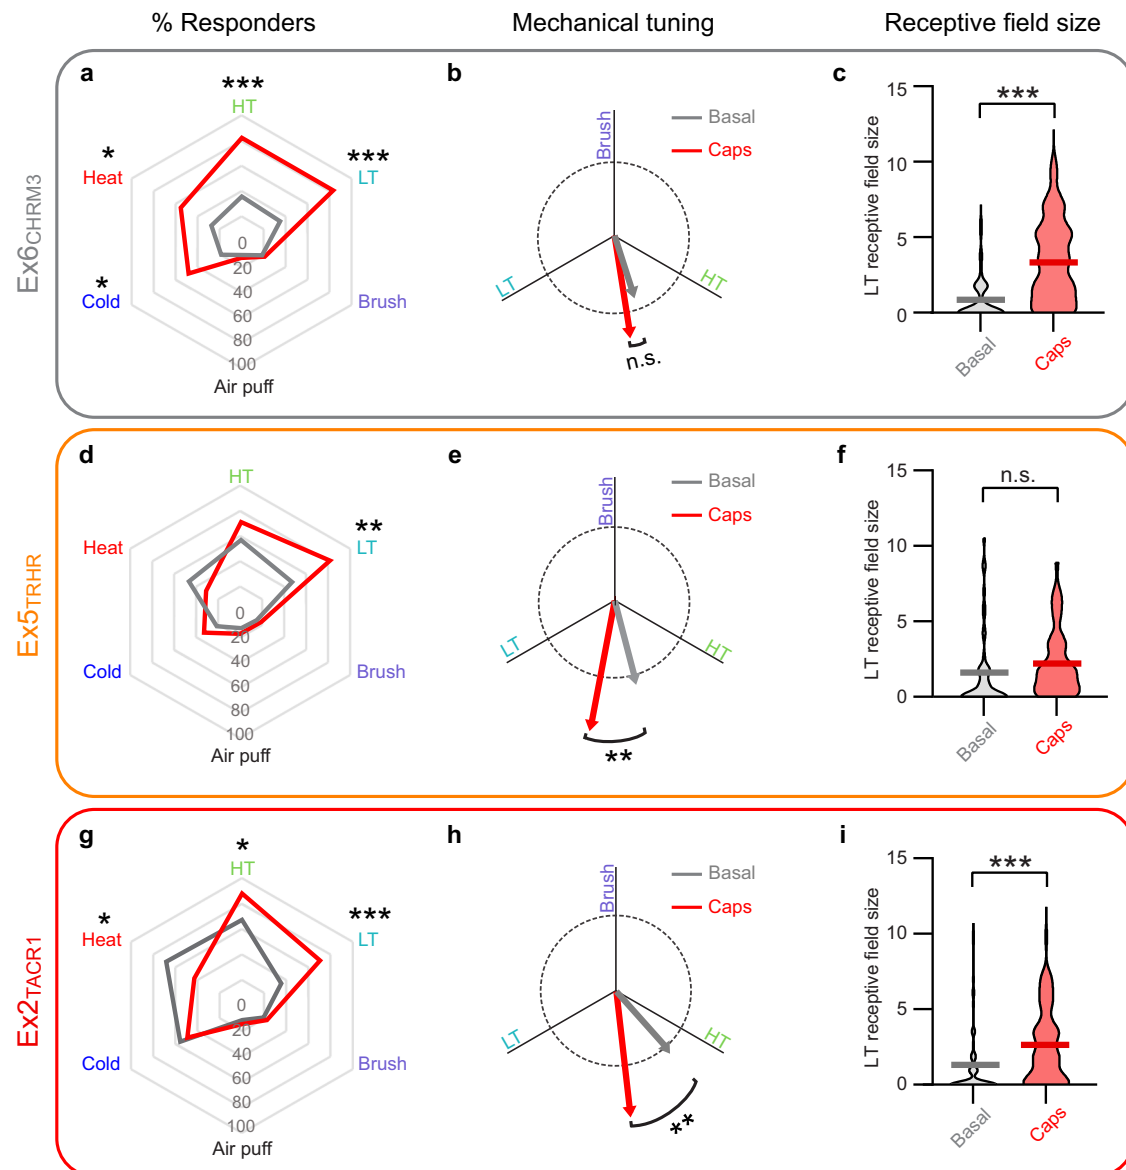 % Responders
Mechanical tuning
Receptive field size
Ex6CHRM3
a
***
HT
*
Heat
***
LT
0
20
40
60
80
100
*
Cold
Brush
Air puff
b
Brush
Basal
Caps
LT
HT
n.s.
c
LT receptive field size
15
10
5
0
***
Basal
Caps
Ex5TRHR
d
HT
Heat
**
LT
0
20
40
60
80
100
Cold
Brush
Air puff
e
Brush
Basal
Caps
LT
HT
**
f
LT receptive field size
15
10
5
0
n.s.
Basal
Caps
Ex2TACR1
g
*
HT
*
Heat
***
LT
0
20
40
60
80
100
Cold
Brush
Air puff
h
Brush
Basal
Caps
LT
HT
**
i
LT receptive field size
15
10
5
0
***
Basal
Caps